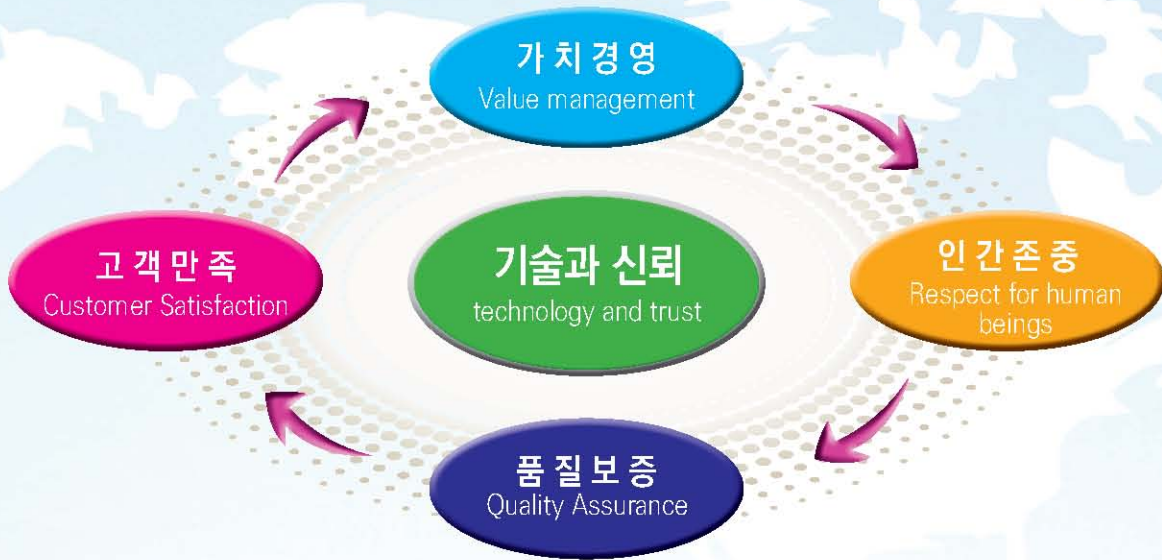 가치경영
Value management
고객만족
Customer Satisfaction
기술과 신뢰
technology and trust
인간존중
Respect for human
beings
품질보증
Quality Assurance